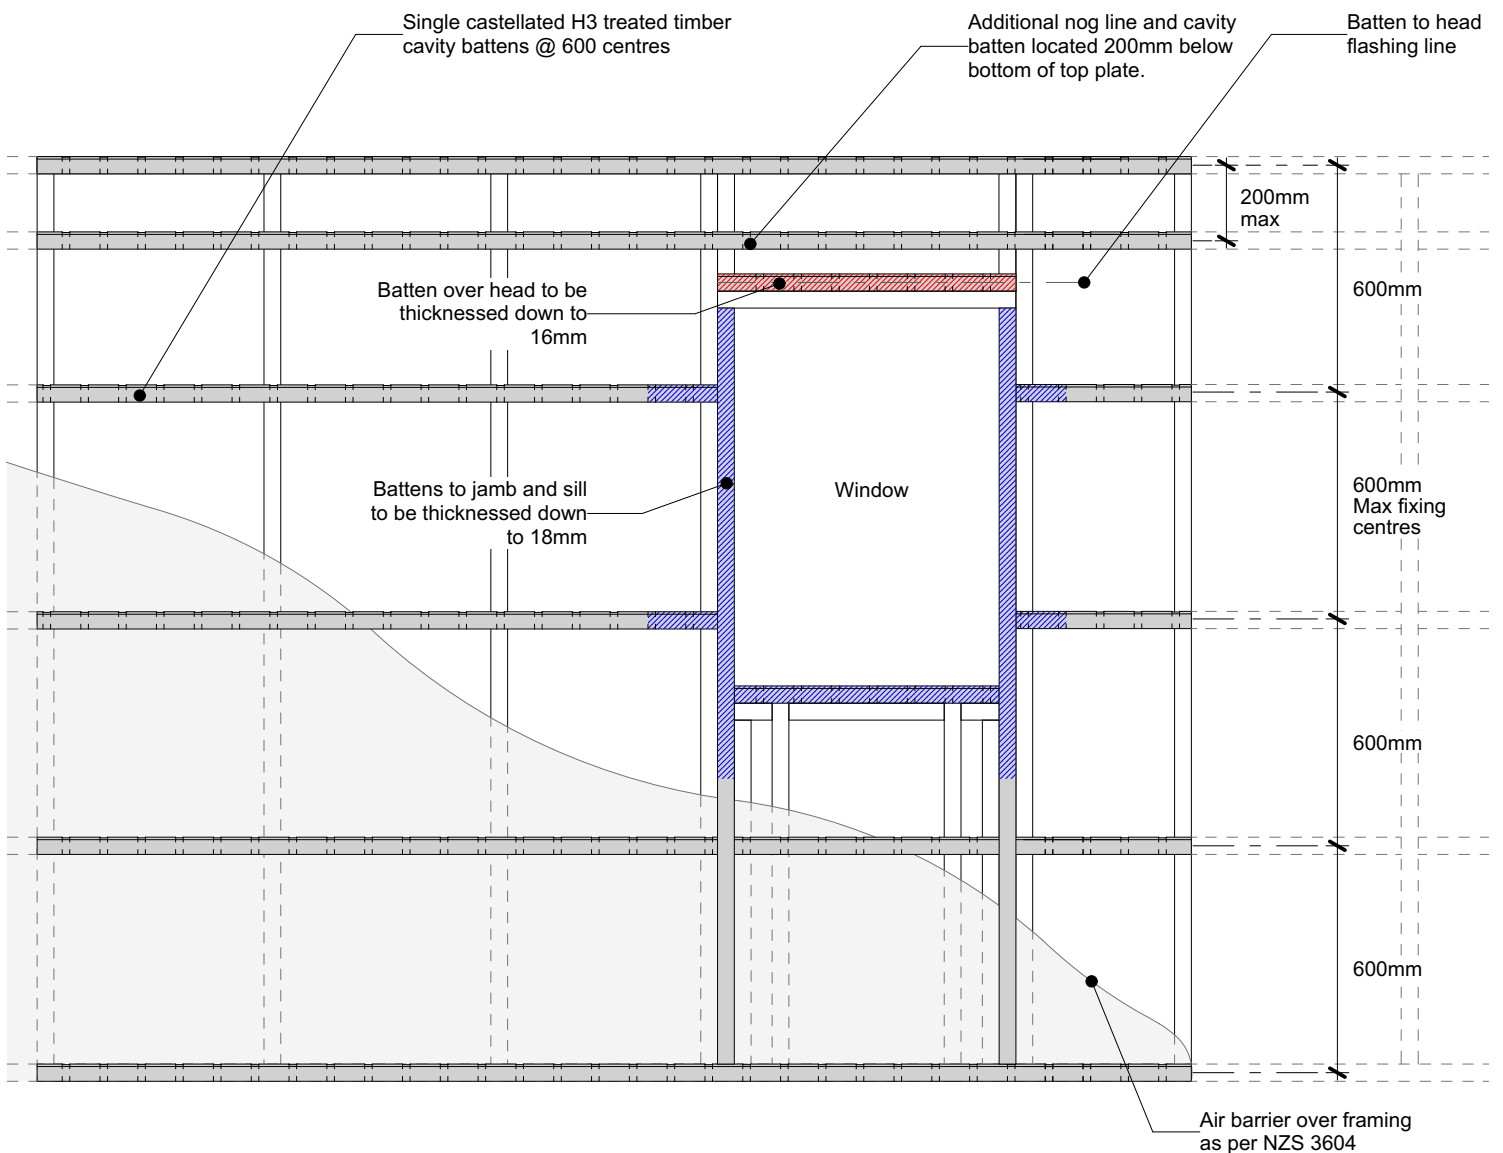 Single castellated H3 treated timber
cavity battens @ 600 centres
Additional nog line and cavity
batten located 200mm below
bottom of top plate.
Batten to head
flashing line
200mm
max
600mm
Batten over head to be
thicknessed down to
16mm
Battens to jamb and sill
to be thicknessed down
to 18mm
Window
600mm
Max fixing
centres
600mm
600mm
Air barrier over framing
as per NZS 3604